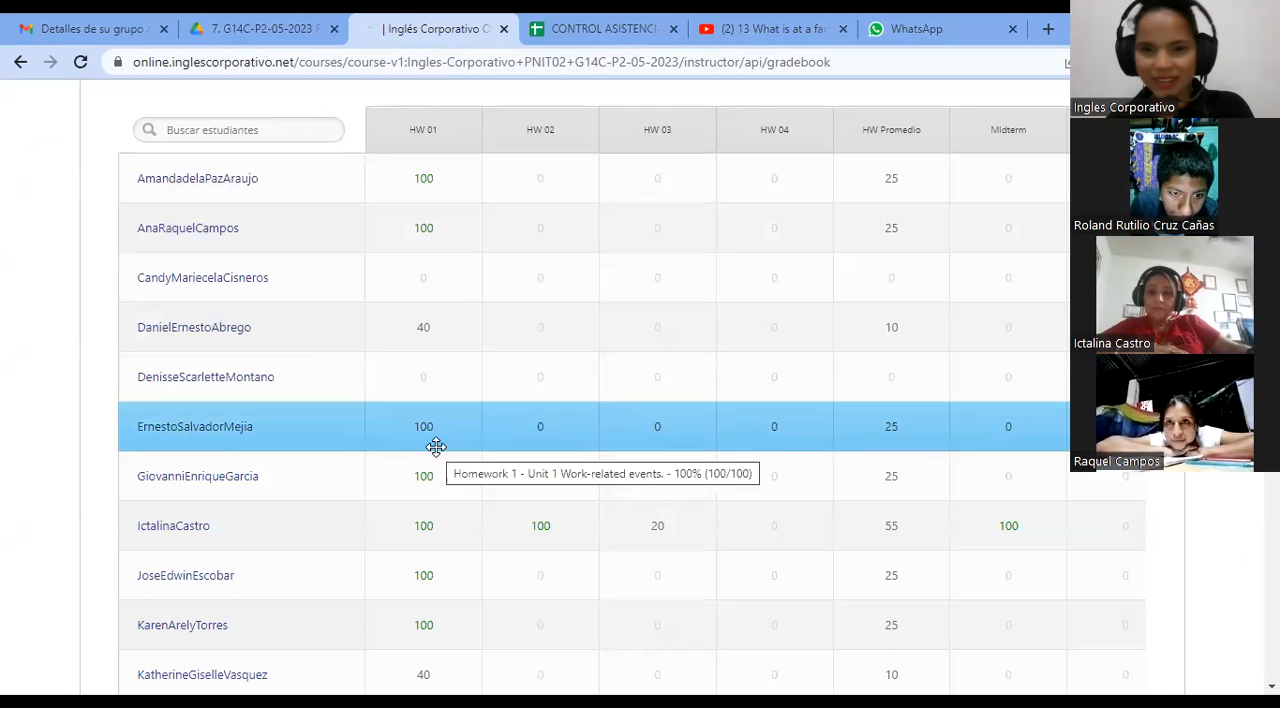 Detalles de su grupo
7. G14C-P2-05-2023 F
| Inglés Corporativo O
CONTROL ASISTENCI
(2) 13 What is at a far
WhatsApp
online.inglescorporativo.net/courses/course-v1:Ingles-Corporativo+PNIT02+G14C-P2-05-2023/instructor/api/gradebook
Buscar estudiantes HW 01 HW 02 HW 03 HW 04 HW Promedio Midterm
AmandadelaPazAraujo 100 0 0 0 25 0
AnaRaquelCampos 100 0 0 0 25 0
CandyMariecelaCisneros 0 0 0 0 0 0
DanielErnestoAbrego 40 0 0 0 10 0
DenisseScarletteMontano 0 0 0 0 0 0
ErnestoSalvadorMejia 100 0 0 0 25 0
Homework 1 - Unit 1 Work-related events. - 100% (100/100)
GiovanniEnriqueGarcia 100 0 25 0
IctalinaCastro 100 100 20 0 55 100 0
JoseEdwinEscobar 100 0 0 0 25 0 0
KarenArelyTorres 100 0 0 0 25 0 0
KatherineGiselleVasquez 40 0 0 0 10 0 0
Ingles Corporativo
Roland Rutilio Cruz Cañas
Ictalina Castro
Raquel Campos